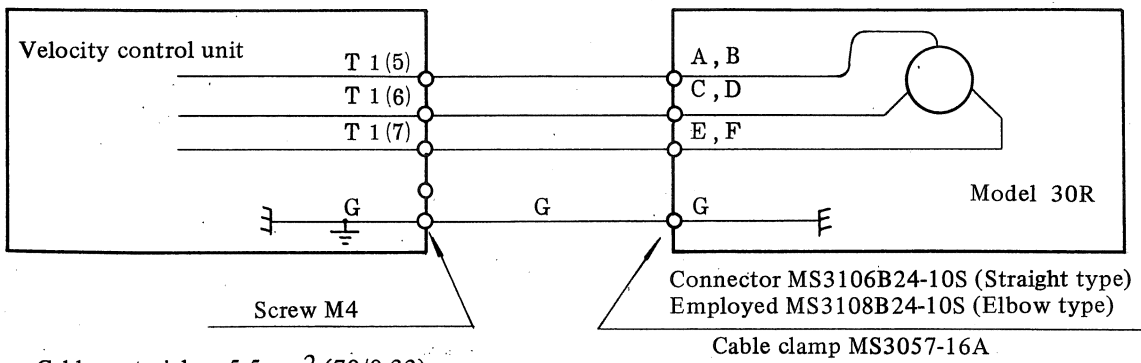 Velocity control unit
T 1 (5)
T 1 (6)
T 1 (7)
G
G
A , B
C , D
E , F
G
Model 30R
Screw M4
Connector MS3106B24-10S (Straight type)
Employed MS3108B24-10S (Elbow type)
Cable clamp MS3057-16A